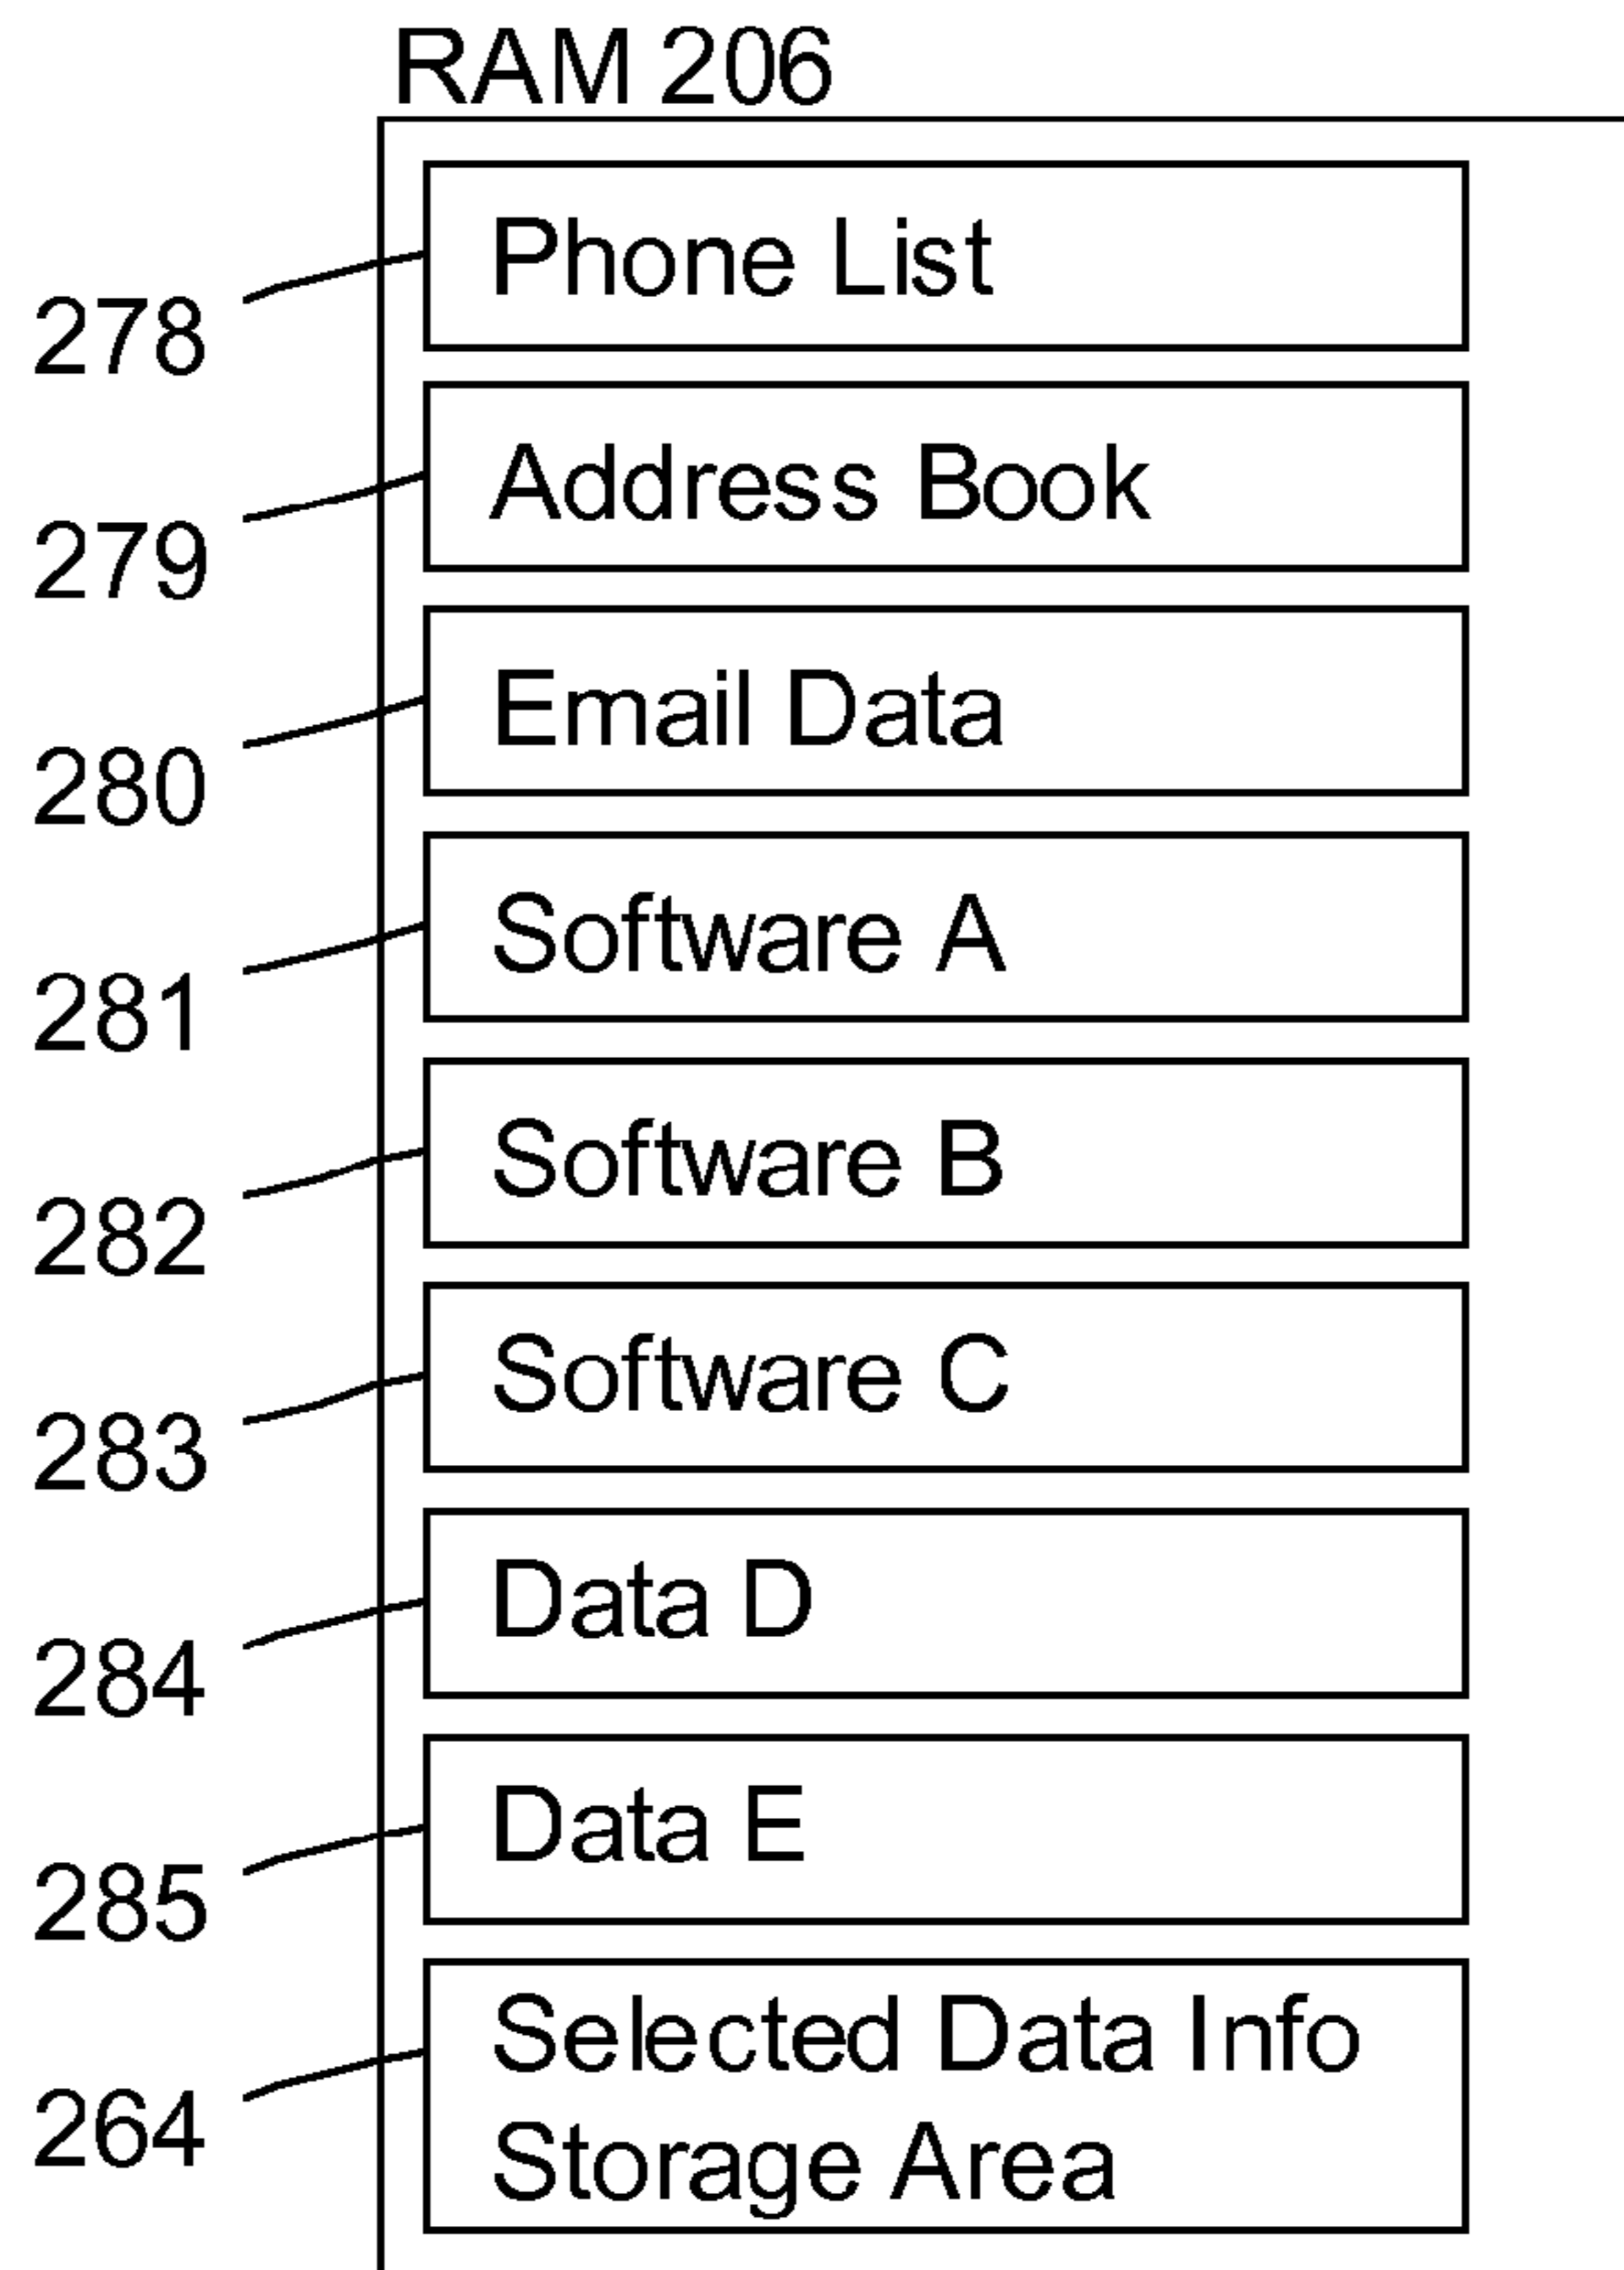 RAM 206
Phone List
278
Address Book
279
Email Data
280
Software A
281
Software B
282
Software C
283
Data D
284
Data E
285
Selected Data Info
Storage Area
264